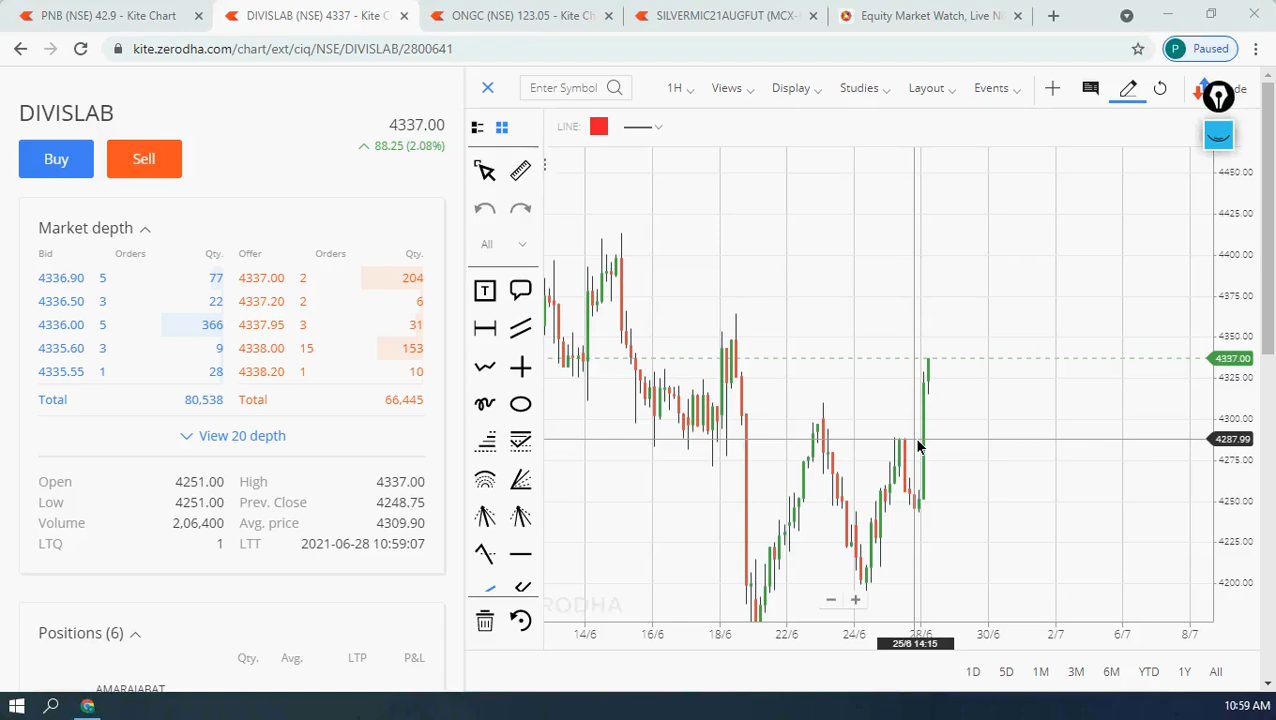 PNB (NSE) 42.9 - Kite Chart
DIVISLAB (NSE) 4337 - Kite C
ONGC (NSE) 123.05 - Kite Ch
SILVERMIC21AUGFUT (MCX-
Equity Market Watch, Live N
kite.zerodha.com/chart/ext/ciq/NSE/DIVISLAB/2800641
P Paused
DIVISLAB
4337.00
88.25 (2.08%)
Buy Sell
Market depth
Bid Orders Qty. Offer Orders Qty.
4336.90 5 77 4337.00 2 204
4336.50 3 22 4337.20 2 6
4336.00 5 366 4337.95 3 31
4335.60 3 9 4338.00 15 153
4335.55 1 28 4338.20 1 10
Total 80,538 Total 66,445
View 20 depth
Open 4251.00 High 4337.00
Low 4251.00 Prev. Close 4248.75
Volume 2,06,400 Avg. price 4309.90
LTQ 1 LTT 2021-06-28 10:59:07
Positions (6)
Qty. Avg. LTP P&L
AMARAJABAT
Enter Symbol 1H Views Display Studies Layout Events
LINE:
All
T
4450.00
4425.00
4400.00
4375.00
4350.00
4337.00
4325.00
4300.00
4287.99
4275.00
4250.00
4225.00
4200.00
14/6 16/6 18/6 22/6 24/6 28/6 30/6 2/7 6/7 8/7
25/6 14:15
1D 5D 1M 3M 6M YTD 1Y All
10:59 AM